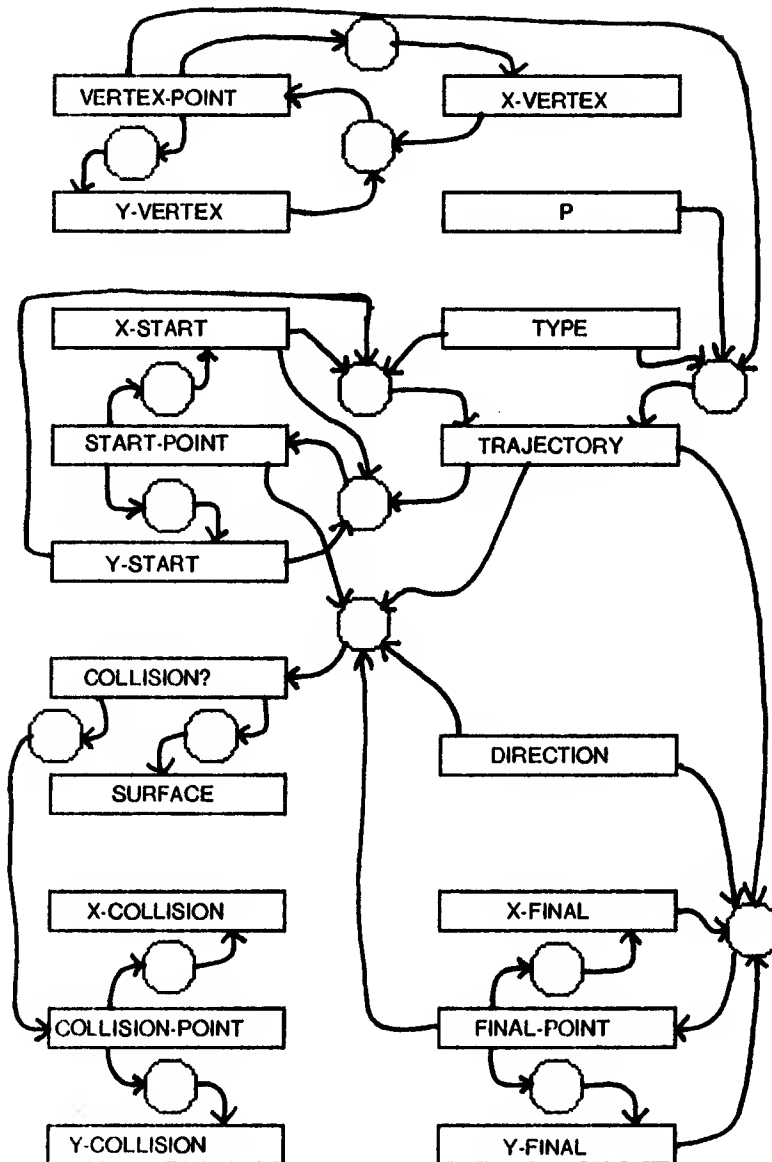 VERTEX-POINT
X-VERTEX
Y-VERTEX
P
X-START
TYPE
START-POINT
TRAJECTORY
Y-START
COLLISION?
DIRECTION
SURFACE
X-COLLISION
X-FINAL
COLLISION-POINT
FINAL-POINT
Y-COLLISION
Y-FINAL